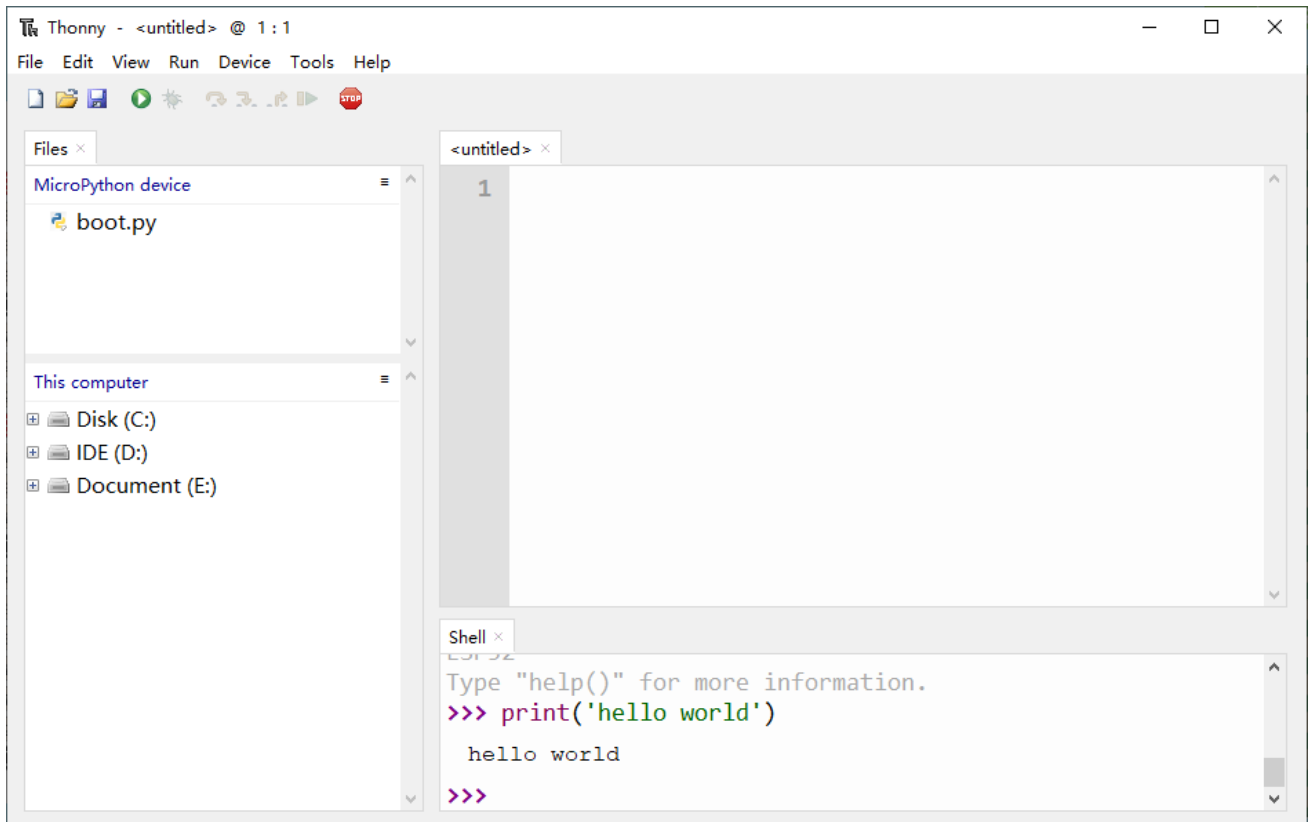 Thonny - <untitled> @ 1:1
File Edit View Run Device Tools Help
STOP
Files
MicroPython device
boot.py
This computer
Disk (C:)
IDE (D:)
Document (E:)
<untitled>
1
Shell
Type "help()" for more information.
>>> print('hello world')
hello world
>>>